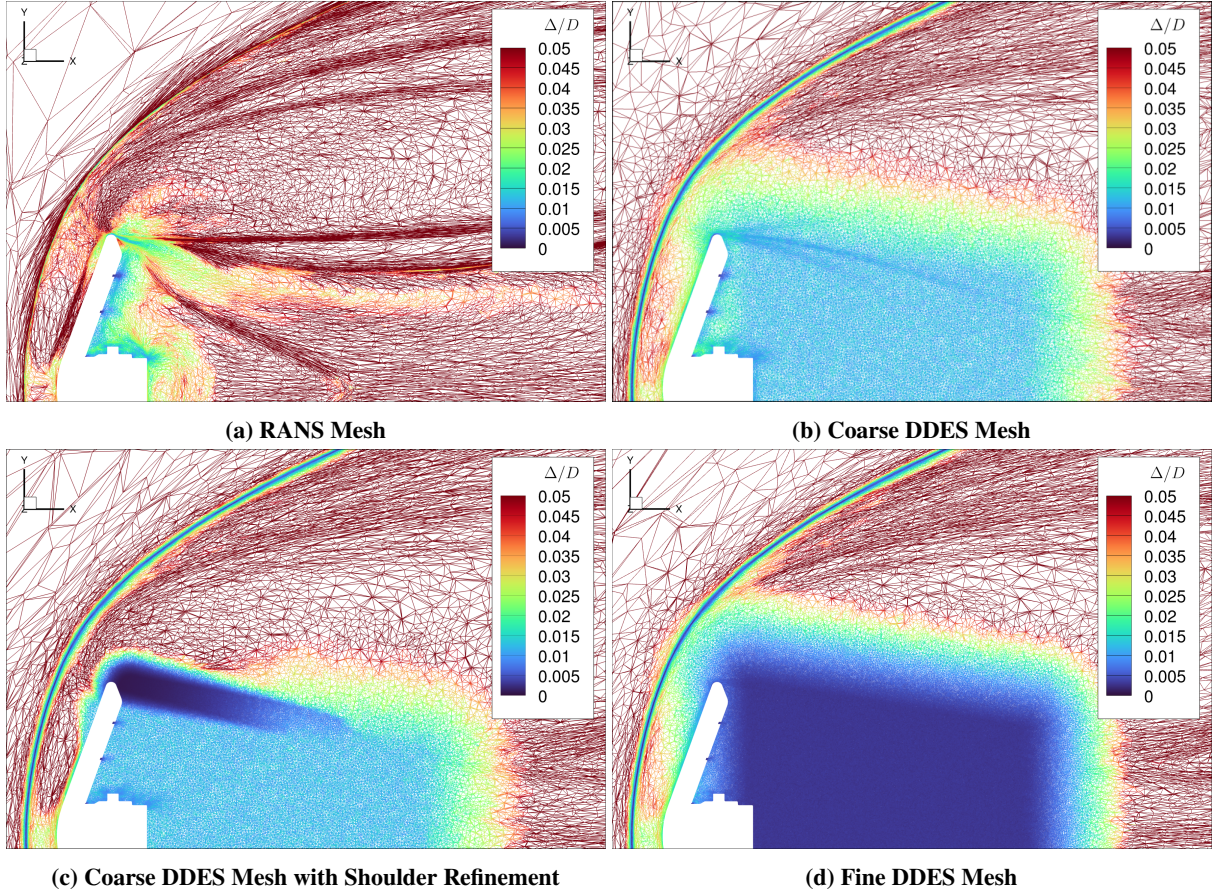 Δ/D
0.05
0.045
0.04
0.035
0.03
0.025
0.02
0.015
0.01
0.005
0
Y
Z
X
(a) RANS Mesh
Δ/D
0.05
0.045
0.04
0.035
0.03
0.025
0.02
0.015
0.01
0.005
0
Y
Z
X
(b) Coarse DDES Mesh
Δ/D
0.05
0.045
0.04
0.035
0.03
0.025
0.02
0.015
0.01
0.005
0
Y
Z
X
(c) Coarse DDES Mesh with Shoulder Refinement
Δ/D
0.05
0.045
0.04
0.035
0.03
0.025
0.02
0.015
0.01
0.005
0
Y
Z
X
(d) Fine DDES Mesh